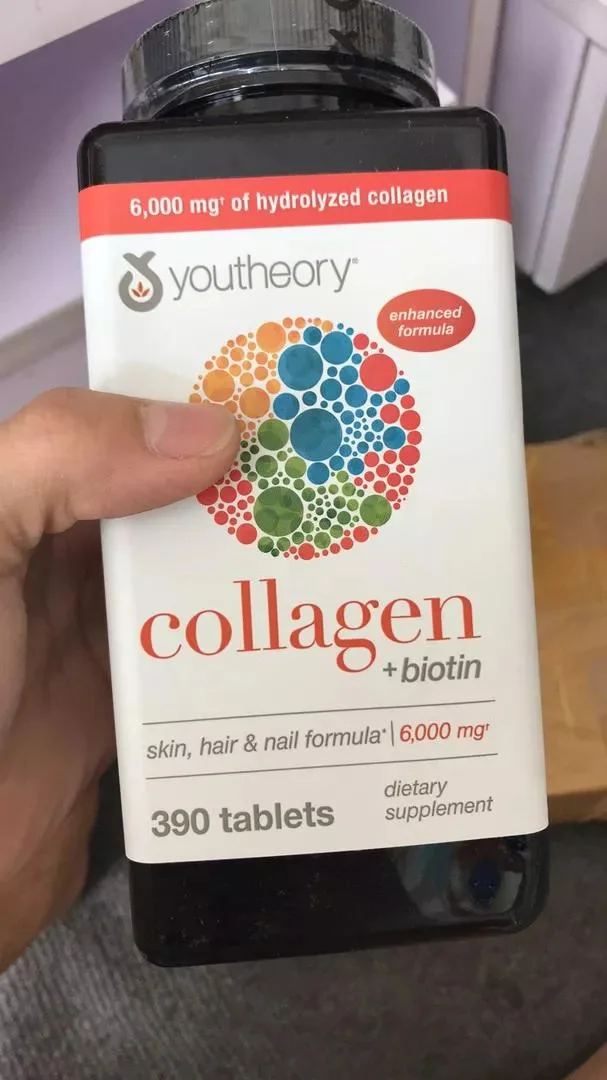 6,000 mg† of hydrolyzed collagen
youtheory®
enhanced
formula
collagen
+biotin
skin, hair & nail formula* | 6,000 mg†
390 tablets
dietary
supplement